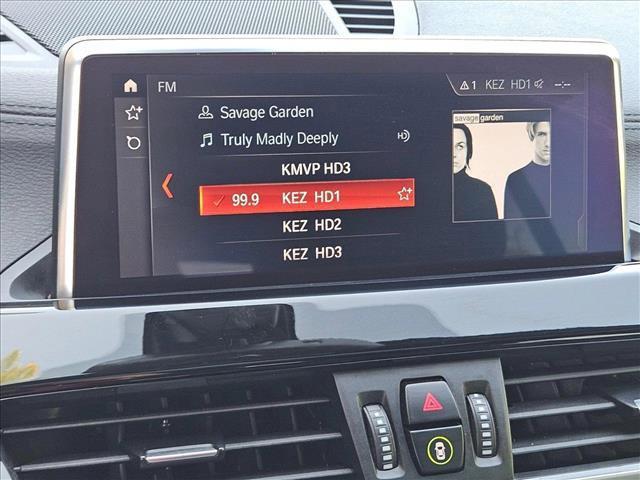 FM
1 KEZ HD1 --:--
Savage Garden
Truly Madly Deeply HD
savage garden
KMVP HD3
99.9 KEZ HD1
KEZ HD2
KEZ HD3